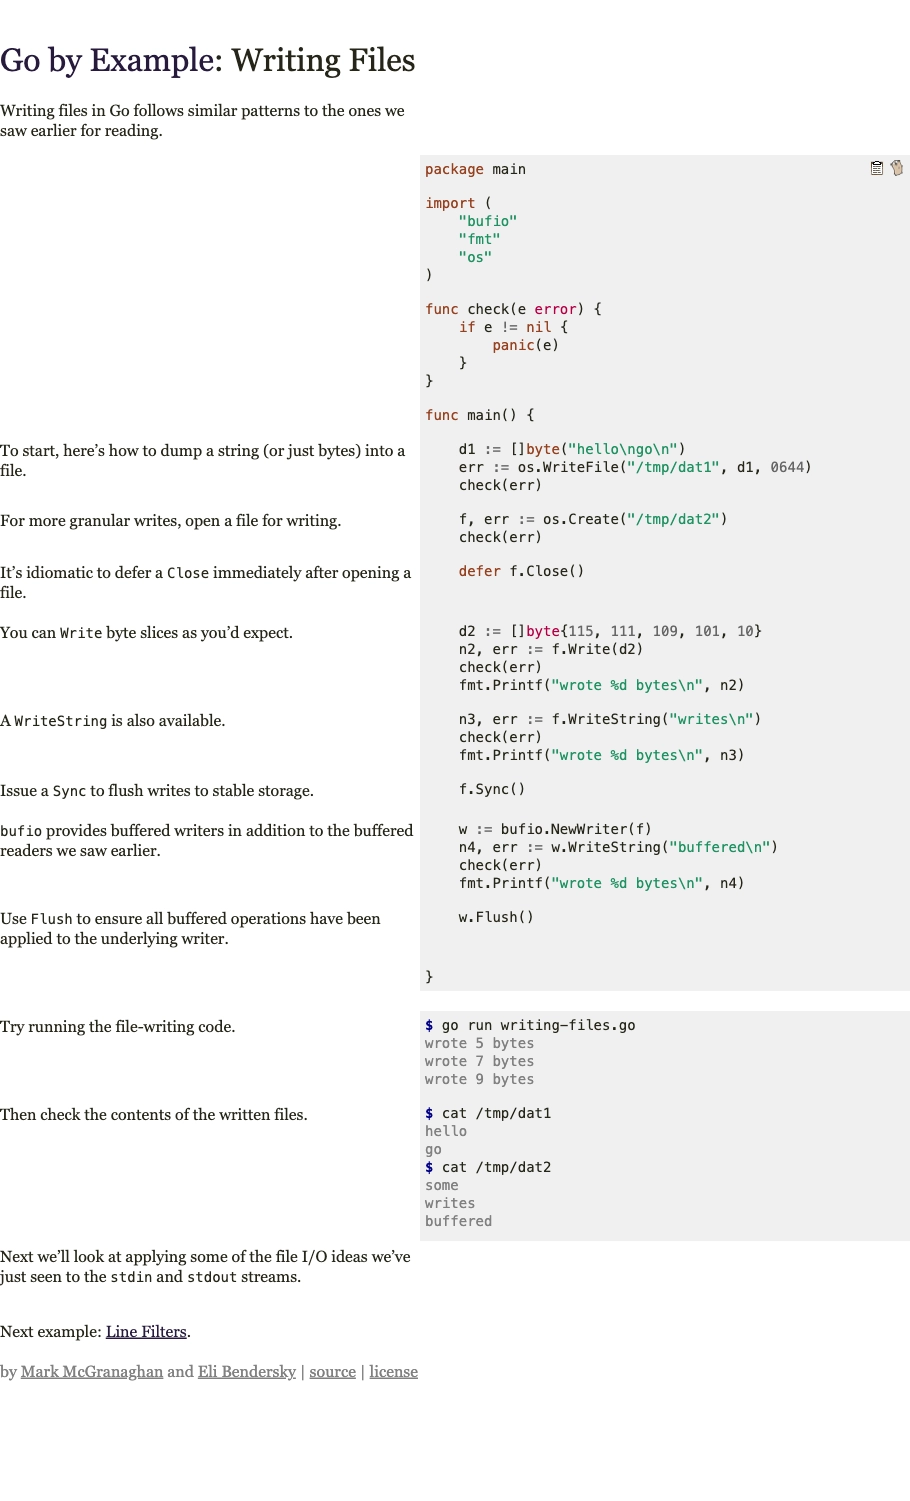 Go by Example: Writing Files
Writing files in Go follows similar patterns to the ones we
saw earlier for reading.
package main
import (
    "bufio"
    "fmt"
    "os"
)
func check(e error) {
    if e != nil {
        panic(e)
    }
}
func main() {
To start, here’s how to dump a string (or just bytes) into a
file.
    d1 := []byte("hello\ngo\n")
    err := os.WriteFile("/tmp/dat1", d1, 0644)
    check(err)
For more granular writes, open a file for writing.
    f, err := os.Create("/tmp/dat2")
    check(err)
It’s idiomatic to defer a Close immediately after opening a
file.
    defer f.Close()
You can Write byte slices as you’d expect.
    d2 := []byte{115, 111, 109, 101, 10}
    n2, err := f.Write(d2)
    check(err)
    fmt.Printf("wrote %d bytes\n", n2)
A WriteString is also available.
    n3, err := f.WriteString("writes\n")
    check(err)
    fmt.Printf("wrote %d bytes\n", n3)
Issue a Sync to flush writes to stable storage.
    f.Sync()
bufio provides buffered writers in addition to the buffered
readers we saw earlier.
    w := bufio.NewWriter(f)
    n4, err := w.WriteString("buffered\n")
    check(err)
    fmt.Printf("wrote %d bytes\n", n4)
Use Flush to ensure all buffered operations have been
applied to the underlying writer.
    w.Flush()
}
Try running the file-writing code.
$ go run writing-files.go
wrote 5 bytes
wrote 7 bytes
wrote 9 bytes
Then check the contents of the written files.
$ cat /tmp/dat1
hello
go
$ cat /tmp/dat2
some
writes
buffered
Next we’ll look at applying some of the file I/O ideas we’ve
just seen to the stdin and stdout streams.
Next example: Line Filters.
by Mark McGranaghan and Eli Bendersky | source | license